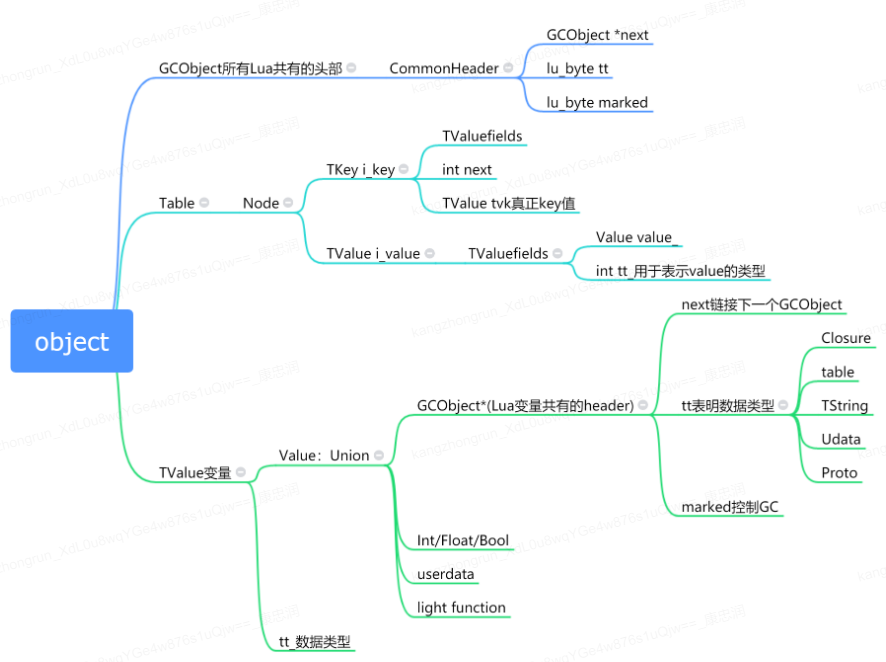 object
GCObject所有Lua共有的头部
CommonHeader
GCObject *next
lu_byte tt
lu_byte marked
Table
Node
TKey i_key
TValuefields
int next
TValue tvk真正key值
TValue i_value
TValuefields
Value value_
int tt_用于表示value的类型
TValue变量
Value：Union
GCObject*(Lua变量共有的header)
next链接下一个GCObject
tt表明数据类型
Closure
table
TString
Udata
Proto
marked控制GC
Int/Float/Bool
userdata
light function
tt_数据类型